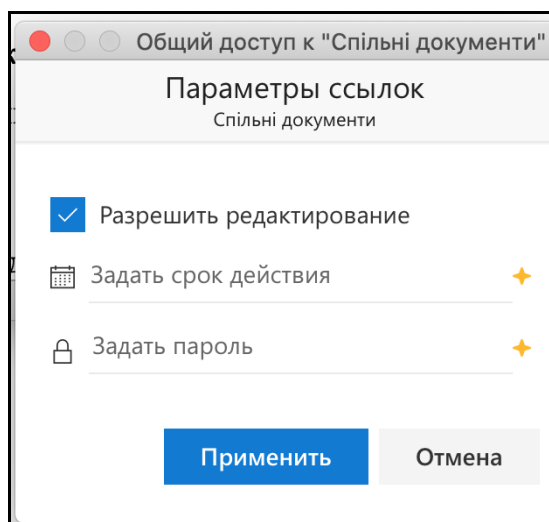 Общий доступ к "Спільні документи"
Параметры ссылок
Спільні документи
Разрешить редактирование
Задать срок действия
Задать пароль
Применить
Отмена